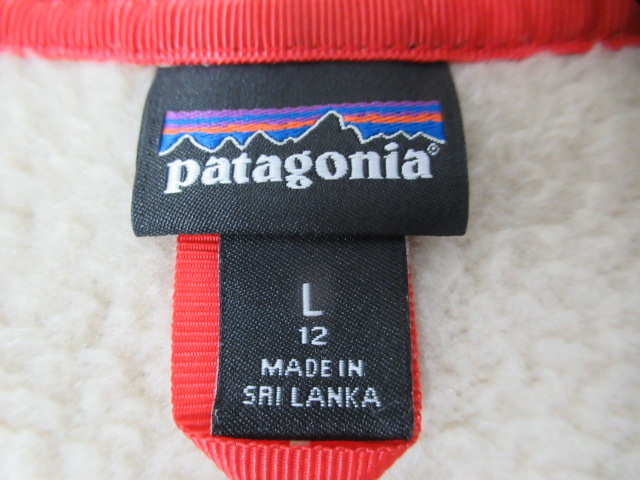 patagonia®
L
12
MADE IN
SRI LANKA